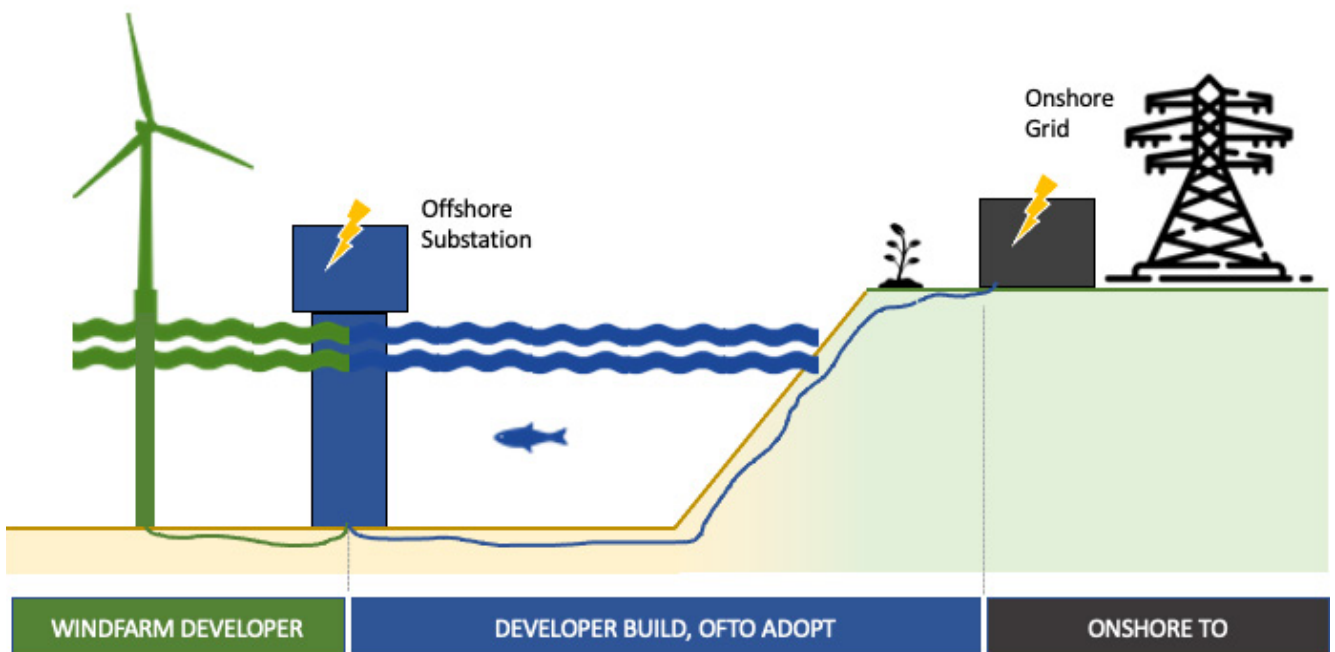 Onshore
Grid
Offshore
Substation
WINDFARM DEVELOPER
DEVELOPER BUILD, OFTO ADOPT
ONSHORE TO